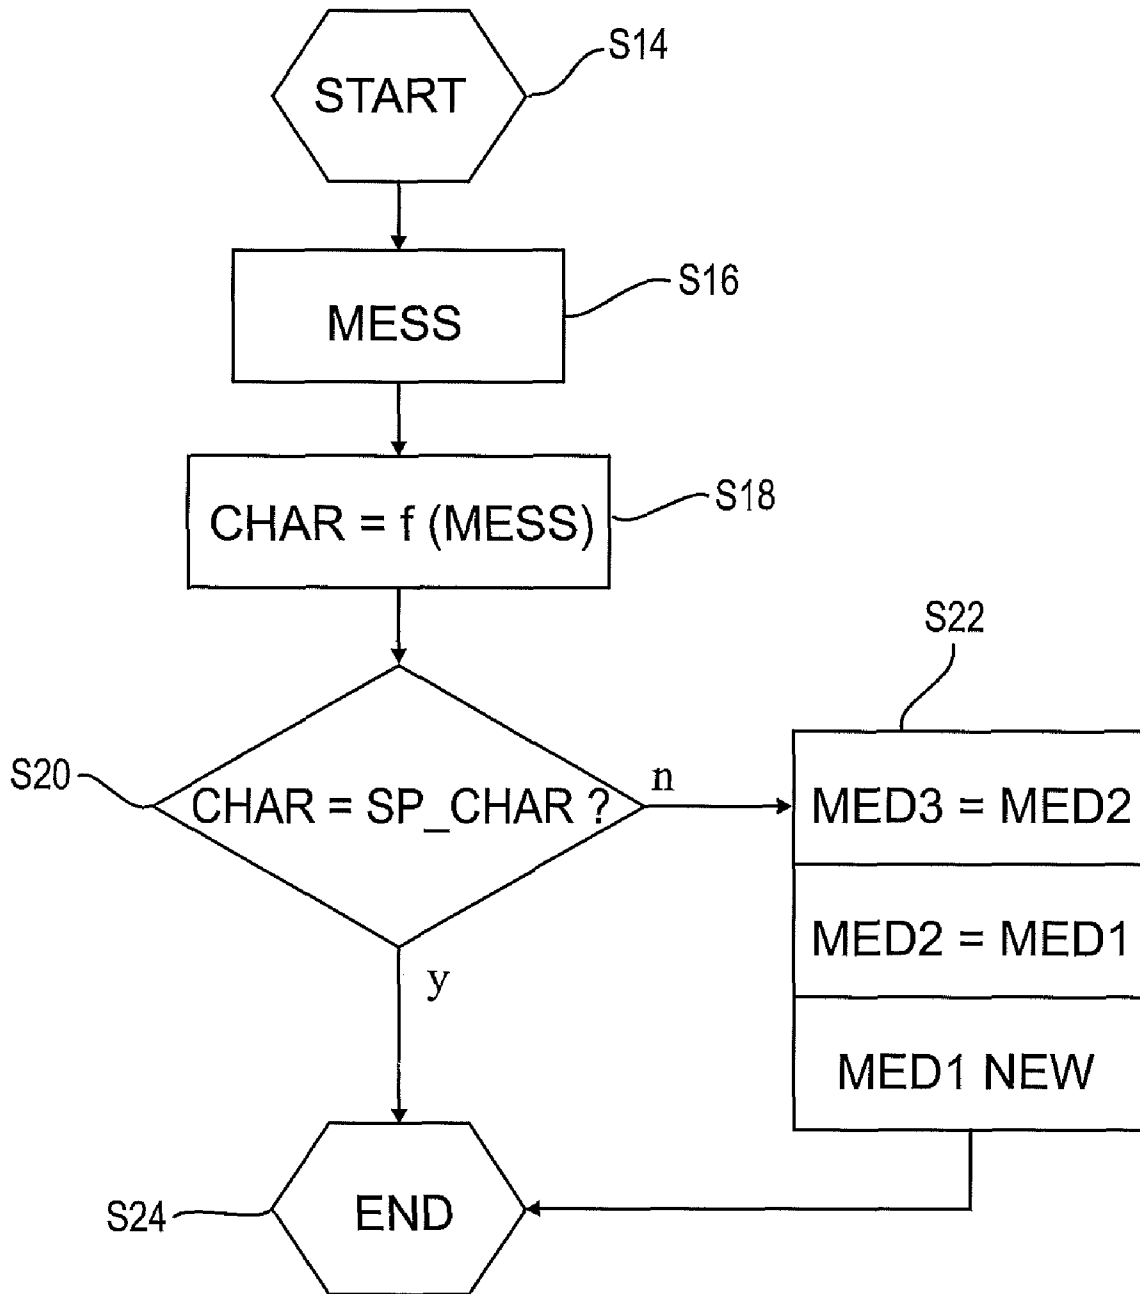 START
S14
MESS
S16
CHAR = f (MESS)
S18
S20
CHAR = SP_CHAR ?
n
y
S22
MED3 = MED2
MED2 = MED1
MED1 NEW
S24
END